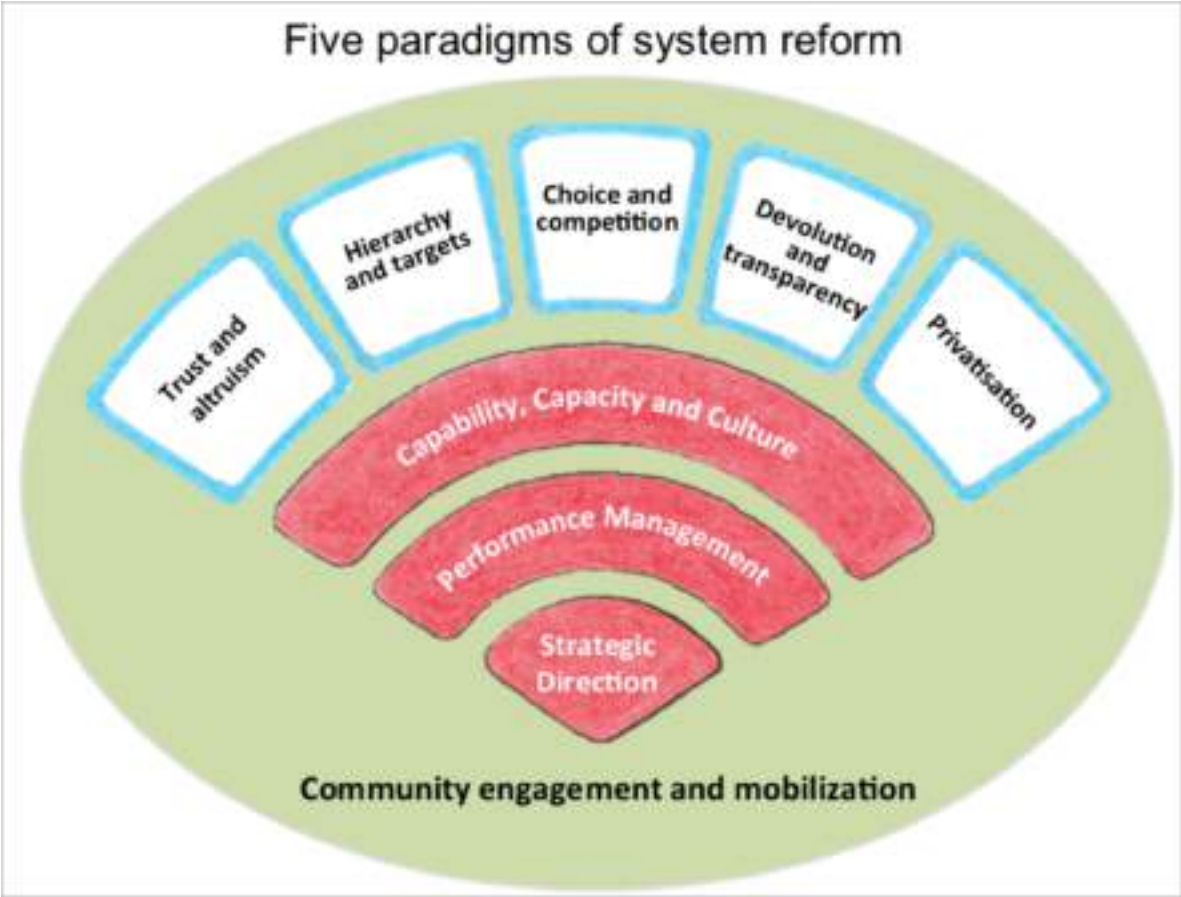 Five paradigms of system reform
Trust and
altruism
Hierarchy
and targets
Choice and
competition
Devolution
and
transparency
Privatisation
Capability, Capacity and Culture
Performance Management
Strategic
Direction
Community engagement and mobilization